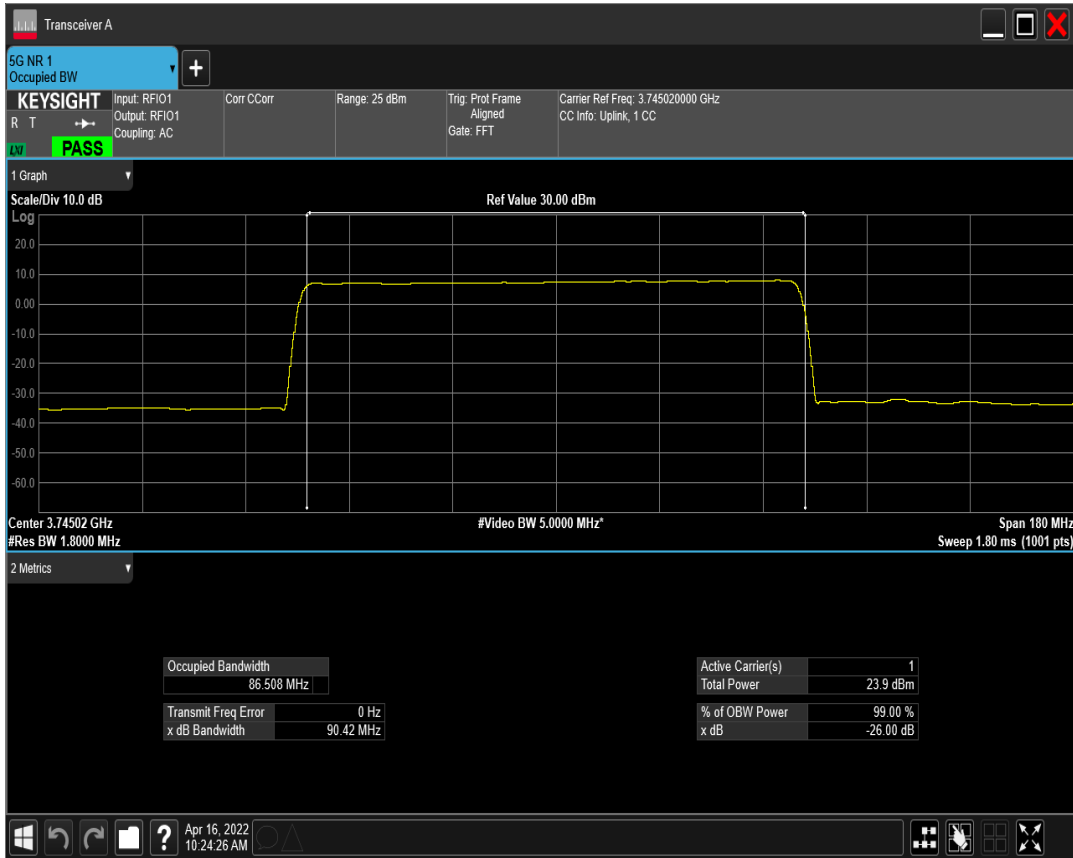 Transceiver A
5G NR 1
Occupied BW
+
KEYSIGHT
R T
LXI
PASS
Input: RFIO1
Output: RFIO1
Coupling: AC
Corr CCorr
Range: 25 dBm
Trig: Prot Frame
Aligned
Gate: FFT
Carrier Ref Freq: 3.745020000 GHz
CC Info: Uplink, 1 CC
1 Graph
Scale/Div 10.0 dB
Ref Value 30.00 dBm
Log
20.0
10.0
0.00
-10.0
-20.0
-30.0
-40.0
-50.0
-60.0
Center 3.74502 GHz
#Video BW 5.0000 MHz*
Span 180 MHz
#Res BW 1.8000 MHz
Sweep 1.80 ms (1001 pts)
2 Metrics
Occupied Bandwidth
86.508 MHz
Transmit Freq Error 0 Hz
x dB Bandwidth 90.42 MHz
Active Carrier(s) 1
Total Power 23.9 dBm
% of OBW Power 99.00 %
x dB -26.00 dB
?
Apr 16, 2022
10:24:26 AM